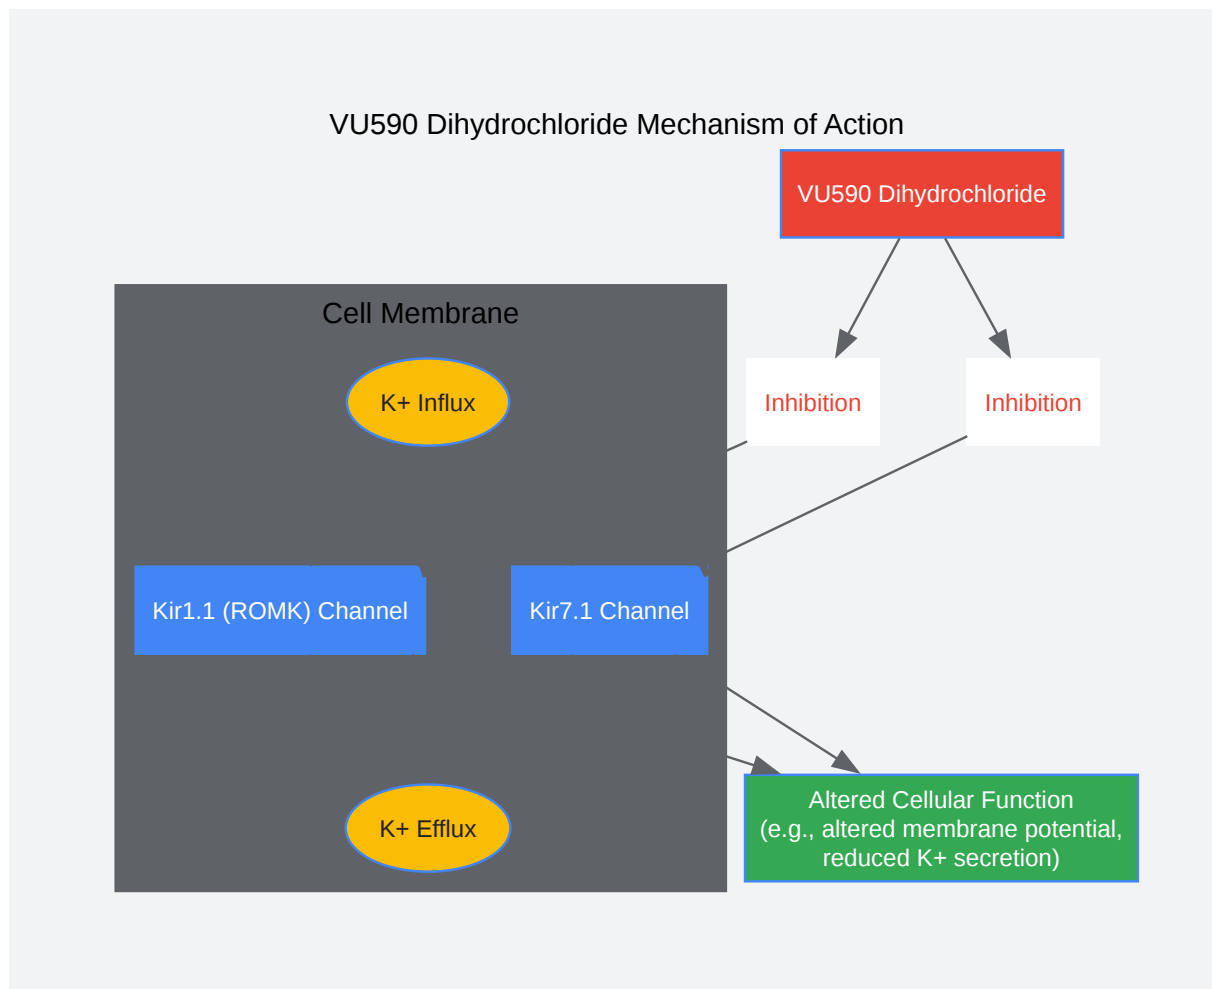 VU590 Dihydrochloride Mechanism of Action
VU590 Dihydrochloride
Cell Membrane
K+ Influx
Inhibition
Inhibition
Kir1.1 (ROMK) Channel
Kir7.1 Channel
Altered Cellular Function
(e.g., altered membrane potential,
reduced K+ secretion)
K+ Efflux